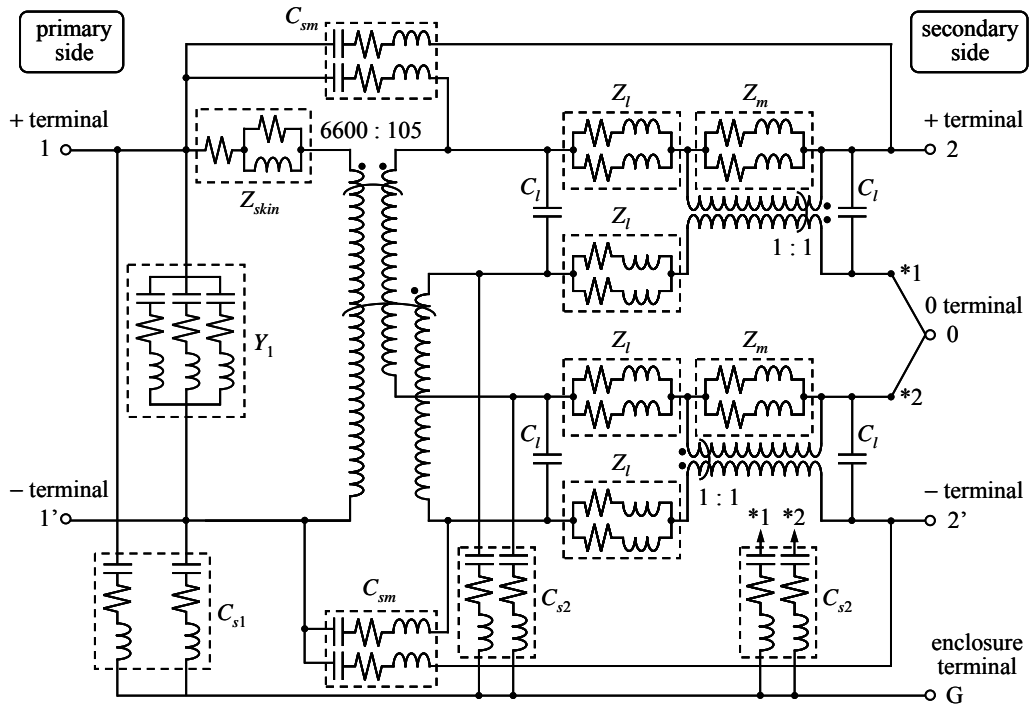 C_sm
primary
side
secondary
side
+ terminal
1
6600 : 105
Z_l
Z_m
+ terminal
2
Z_skin
C_l
C_l
Z_l
1 : 1
*1
0 terminal
0
Y_1
Z_l
Z_m
*2
C_l
C_l
Z_l
− terminal
1'
1 : 1
*1
*2
− terminal
2'
C_s1
C_sm
C_s2
C_s2
enclosure
terminal
G